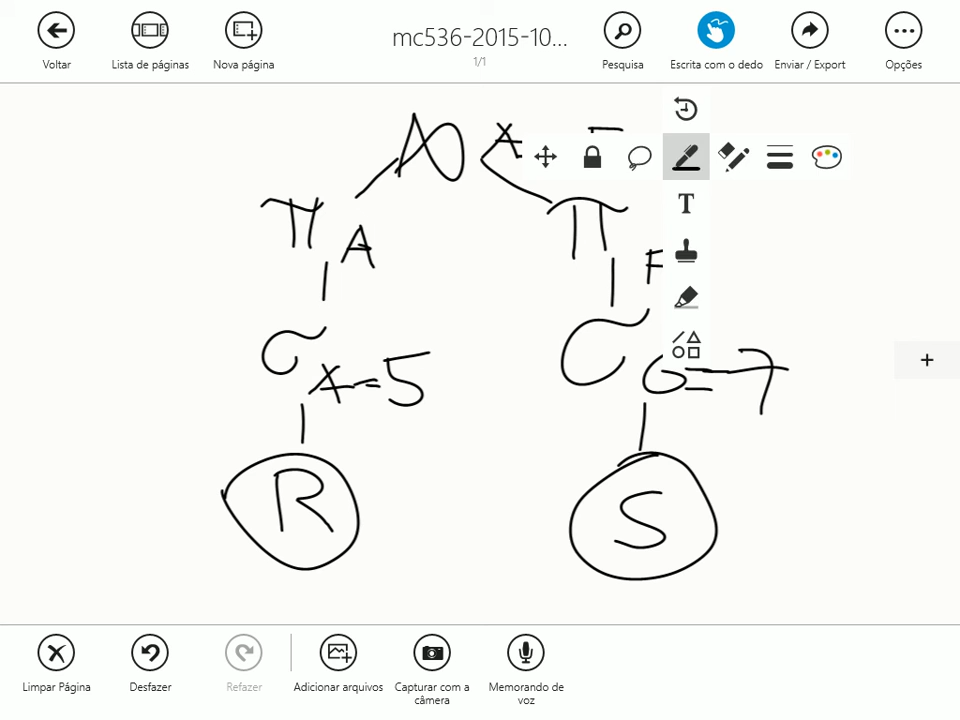 mc536-2015-10...
1/1
Voltar
Lista de páginas
Nova página
Pesquisa
Escrita com o dedo
Enviar / Export
Opções
T
π A
π
σ X=5
σ G=7
R
S
+
Limpar Página
Desfazer
Refazer
Adicionar arquivos
Capturar com a
câmera
Memorando de
voz